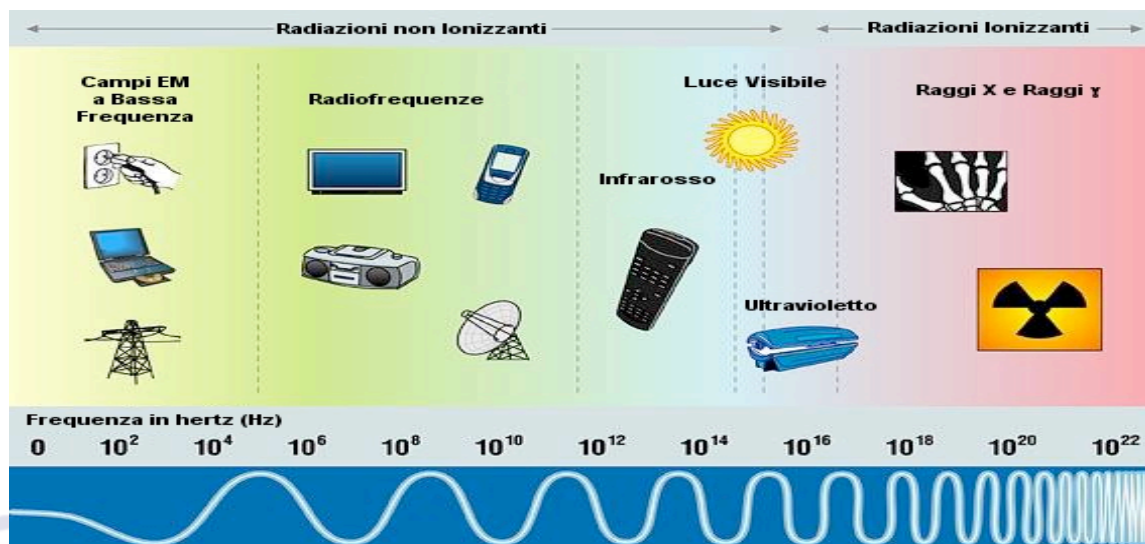 Radiazioni non Ionizzanti
Radiazioni Ionizzanti
Campi EM
a Bassa
Frequenza
Radiofrequenze
Infrarosso
Luce Visibile
Ultravioletto
Raggi X e Raggi ɣ
Frequenza in hertz (Hz)
0 10² 10⁴ 10⁶ 10⁸ 10¹⁰ 10¹² 10¹⁴ 10¹⁶ 10¹⁸ 10²⁰ 10²²